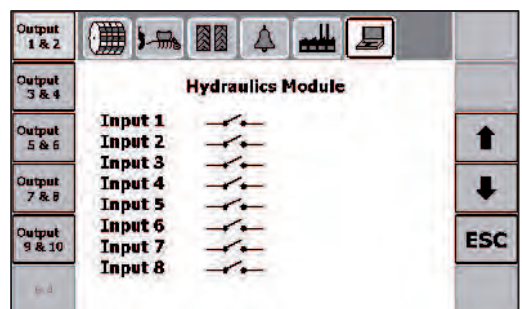 Output
1 & 2
Output
3 & 4
Output
5 & 6
Output
7 & 8
Output
9 & 10
Hydraulics Module
Input 1
Input 2
Input 3
Input 4
Input 5
Input 6
Input 7
Input 8
ESC